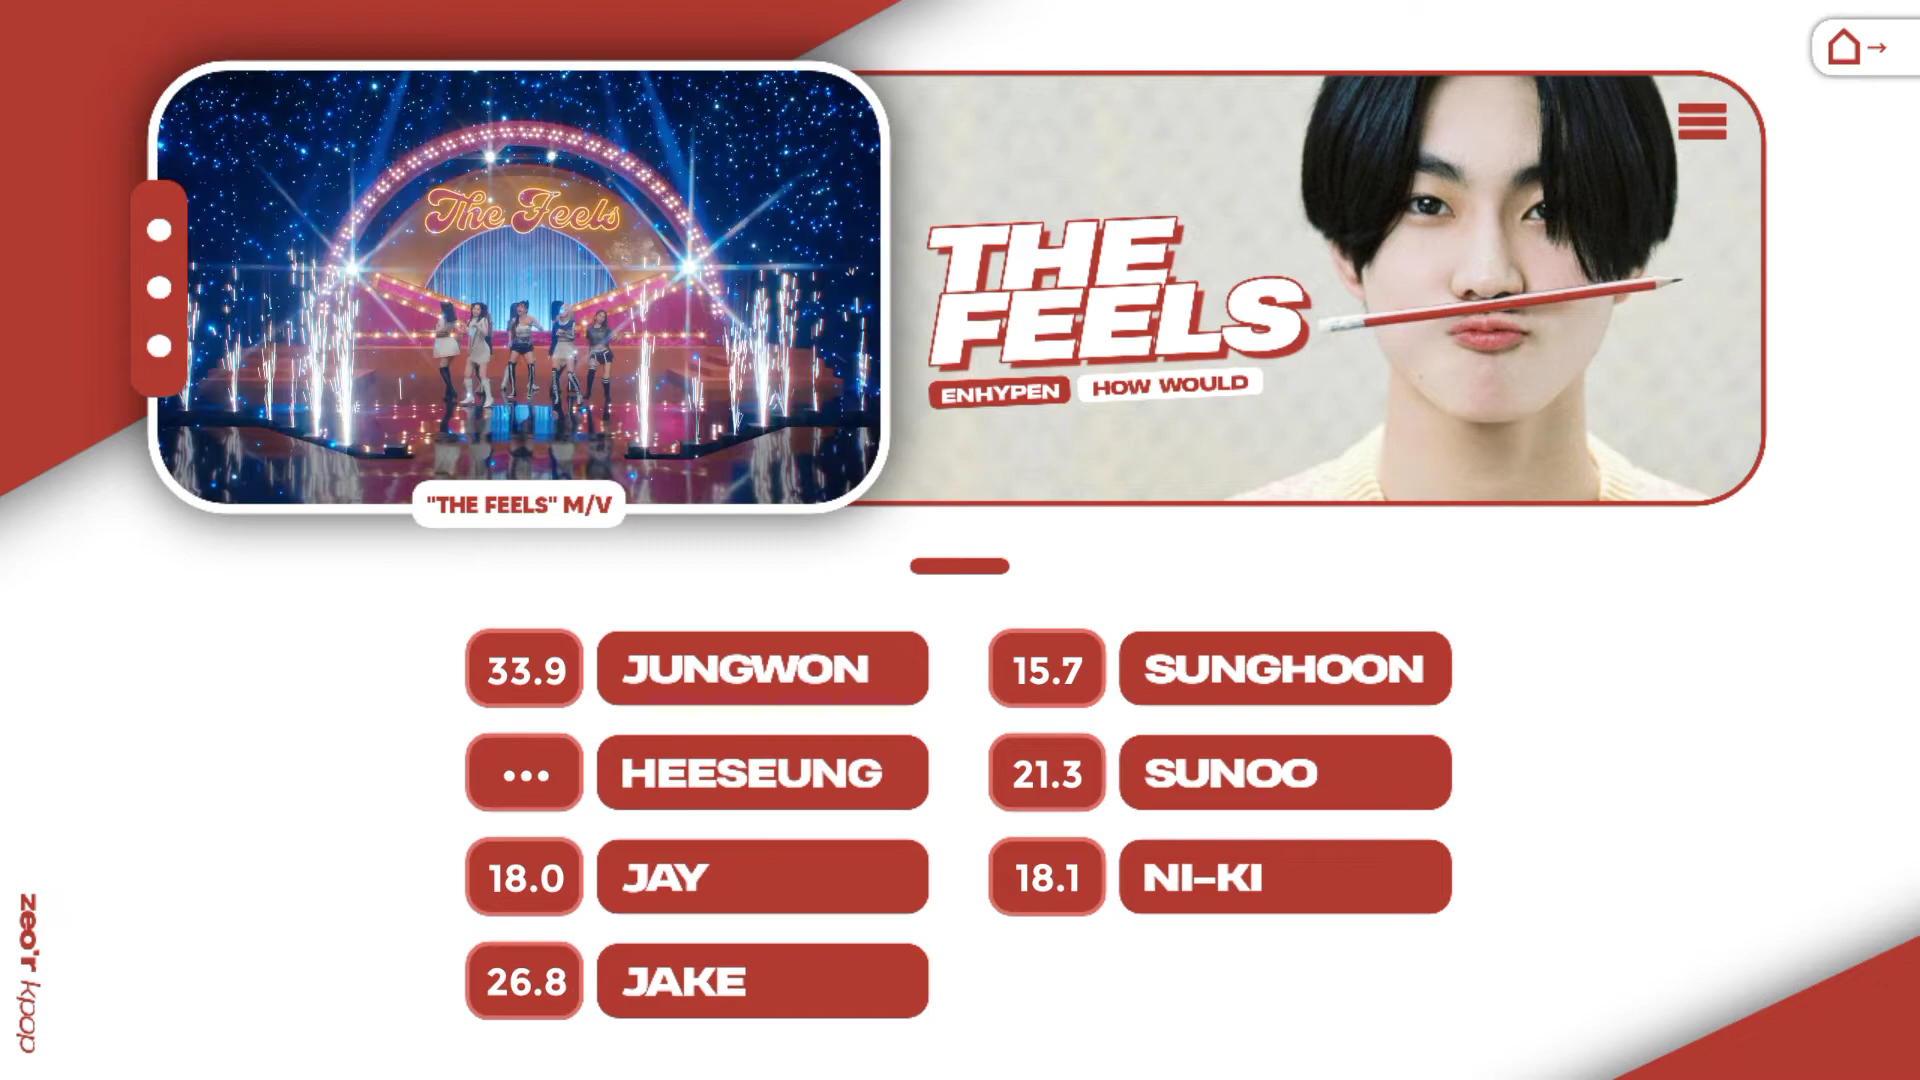 The Feels
"THE FEELS" M/V
THE
FEELS
ENHYPEN
HOW WOULD
33.9
JUNGWON
•••
HEESEUNG
18.0
JAY
26.8
JAKE
15.7
SUNGHOON
21.3
SUNOO
18.1
NI-KI
zeo'r kpop